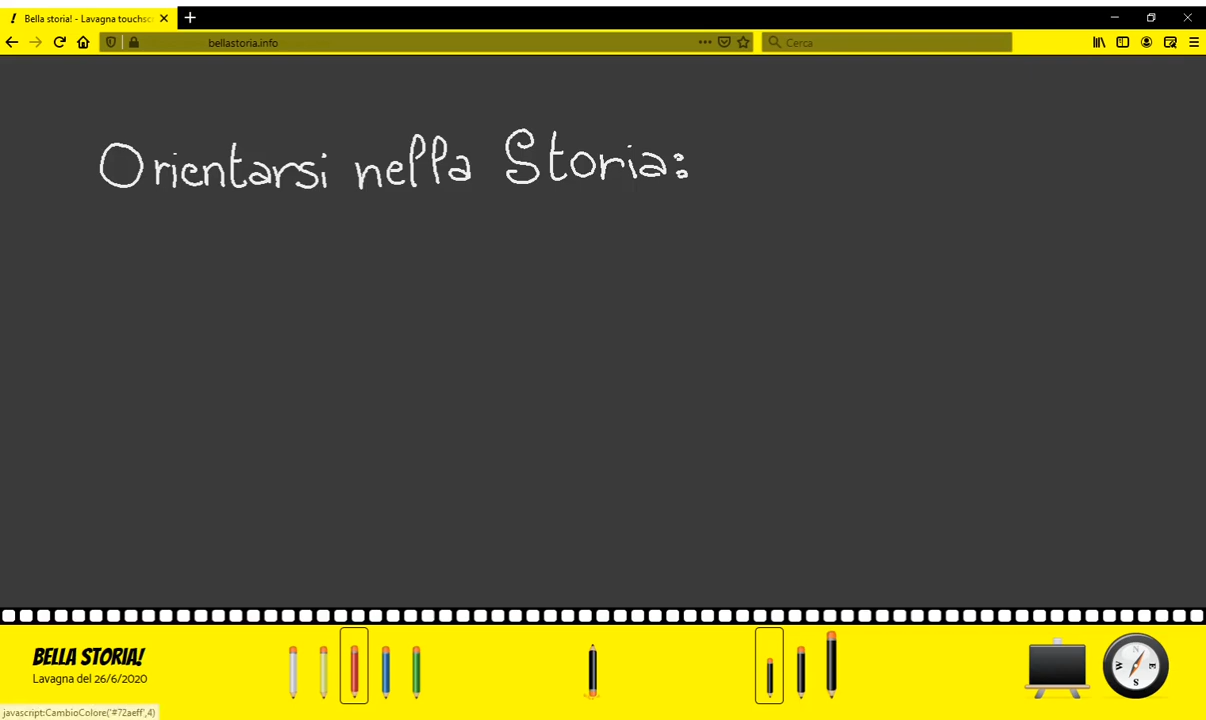 Bella storia! - Lavagna touchsc
bellastoria.info
Cerca
Orientarsi nella Storia:
BELLA STORIA!
Lavagna del 26/6/2020
N
W
E
S
javascript:CambioColore('#72aeff',4)